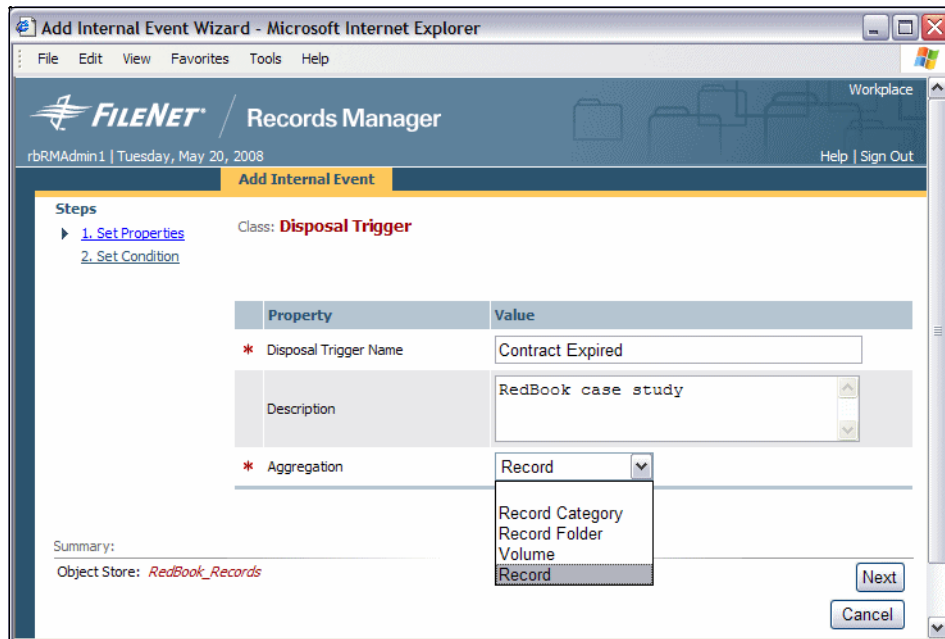 Add Internal Event Wizard - Microsoft Internet Explorer
File Edit View Favorites Tools Help
Workplace
FILENET® Records Manager
rbRMAdmin1 | Tuesday, May 20, 2008
Help | Sign Out
Add Internal Event
Steps
1. Set Properties
2. Set Condition
Class: Disposal Trigger
Property Value
* Disposal Trigger Name Contract Expired
Description RedBook case study
* Aggregation Record
Record Category
Record Folder
Volume
Record
Summary:
Object Store: RedBook_Records
Next
Cancel